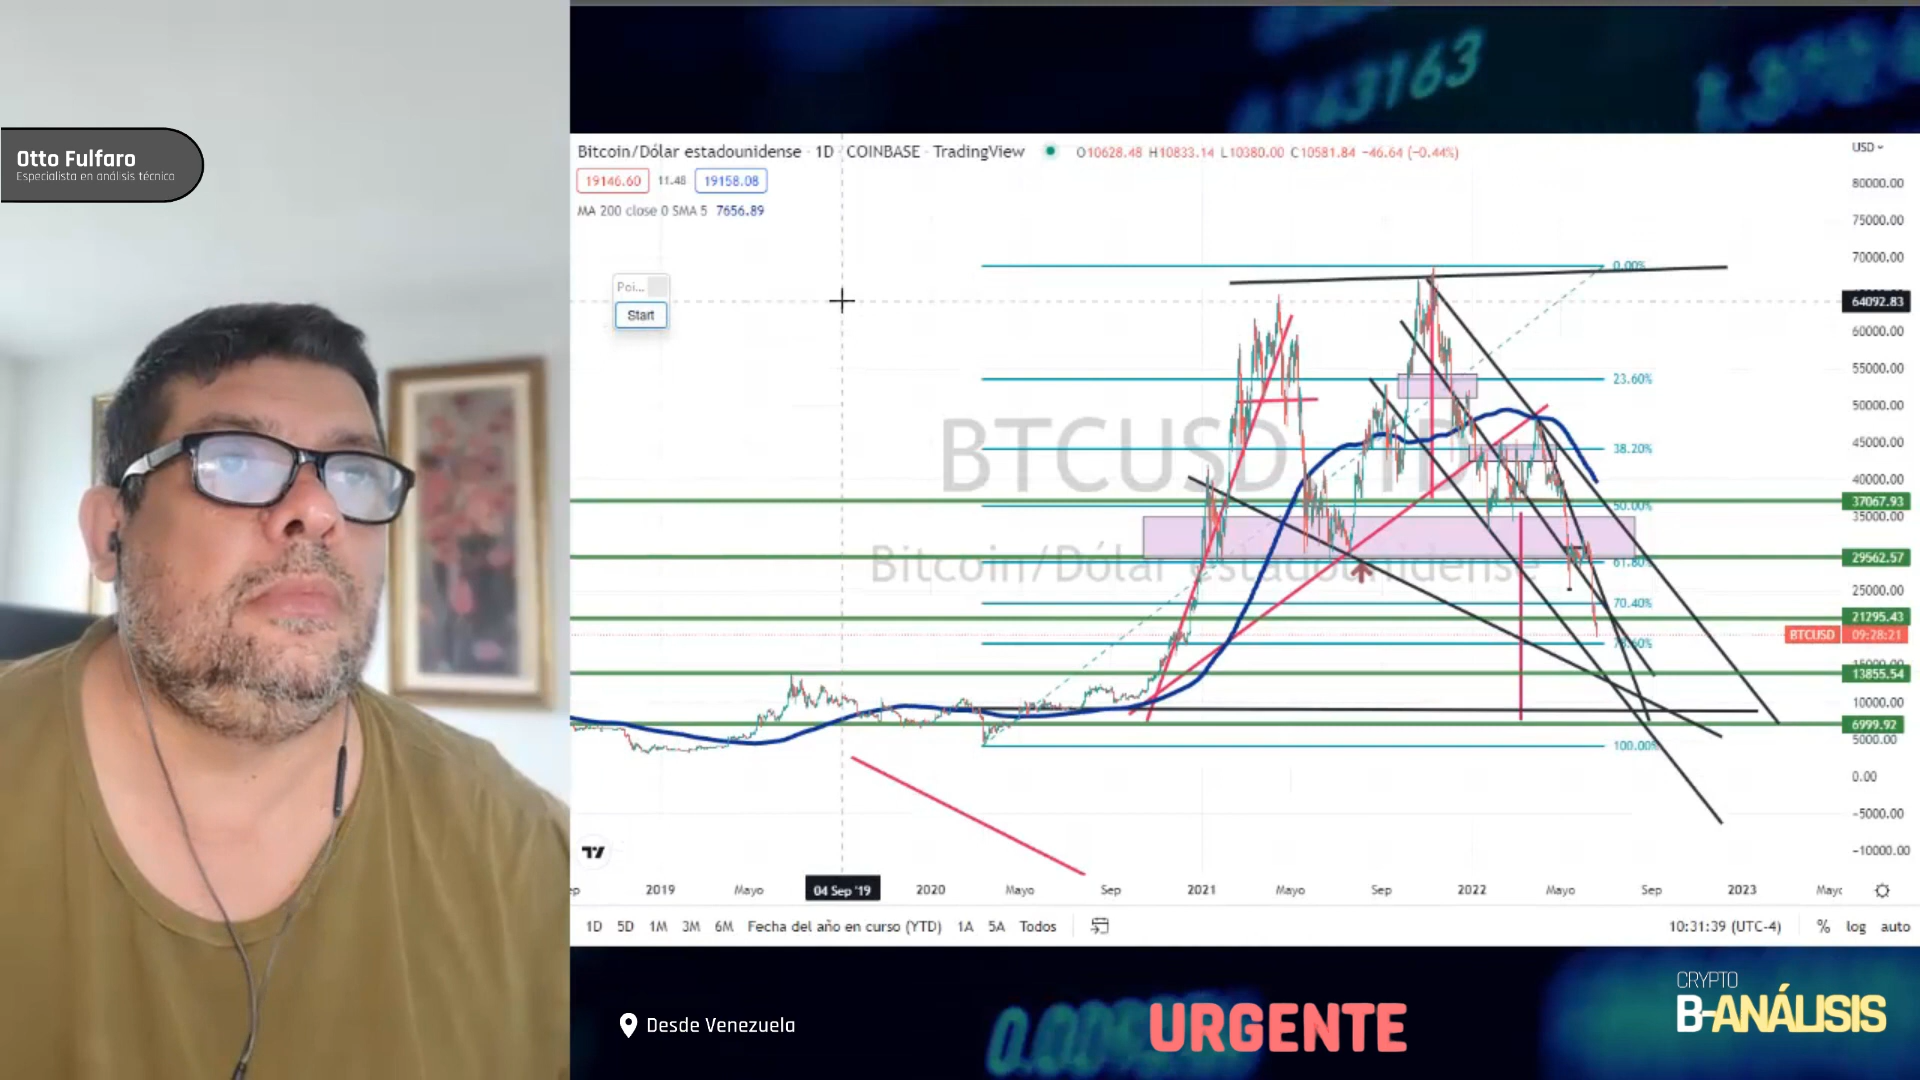 Otto Fulfaro
Especialista en análisis técnico
Bitcoin/Dólar estadounidense · 1D · COINBASE · TradingView
O10628.48 H10833.14 L10380.00 C10581.84 −46.64 (−0.44%)
USD
19146.60 11.48 19158.08
MA 200 close 0 SMA 5 7656.89
Poi...
Start
80000.00
75000.00
70000.00
64092.83
60000.00
55000.00
50000.00
45000.00
40000.00
37067.93
35000.00
29562.57
25000.00
21295.43
BTCUSD 09:28:21
15000.00
13855.54
10000.00
6999.92
5000.00
0.00
−5000.00
−10000.00
0.00%
23.60%
38.20%
50.00%
61.80%
70.40%
100.00%
BTCUSD 1D
Bitcoin/Dólar estadounidense
2019 Mayo 04 Sep '19 2020 Mayo Sep 2021 Mayo Sep 2022 Mayo Sep 2023
1D 5D 1M 3M 6M Fecha del año en curso (YTD) 1A 5A Todos
10:31:39 (UTC-4) % log auto
Desde Venezuela
URGENTE
CRYPTO
B-ANÁLISIS